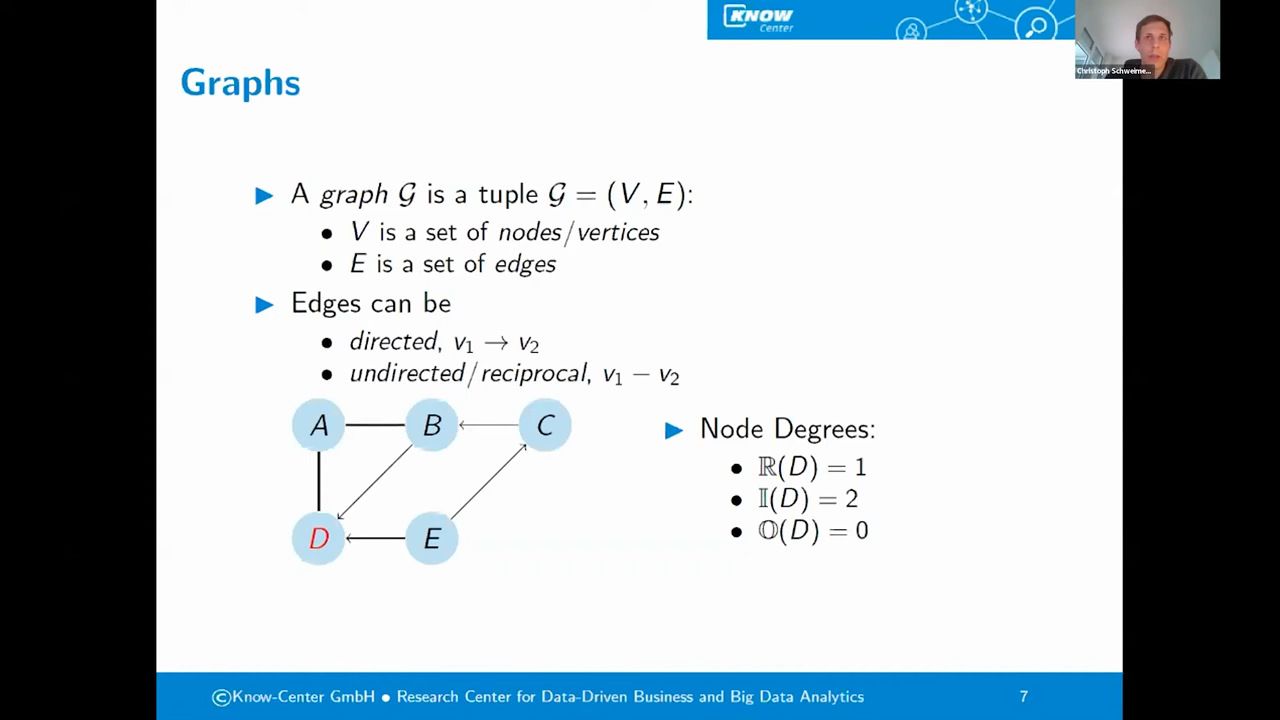 KNOW
Center
Christoph Schweime...
Graphs
A graph 𝒢 is a tuple 𝒢 = (V, E):
• V is a set of nodes/vertices
• E is a set of edges
Edges can be
• directed, v₁ → v₂
• undirected/reciprocal, v₁ − v₂
A B C
D E
Node Degrees:
• ℝ(D) = 1
• 𝕀(D) = 2
• 𝕆(D) = 0
©Know-Center GmbH • Research Center for Data-Driven Business and Big Data Analytics
7